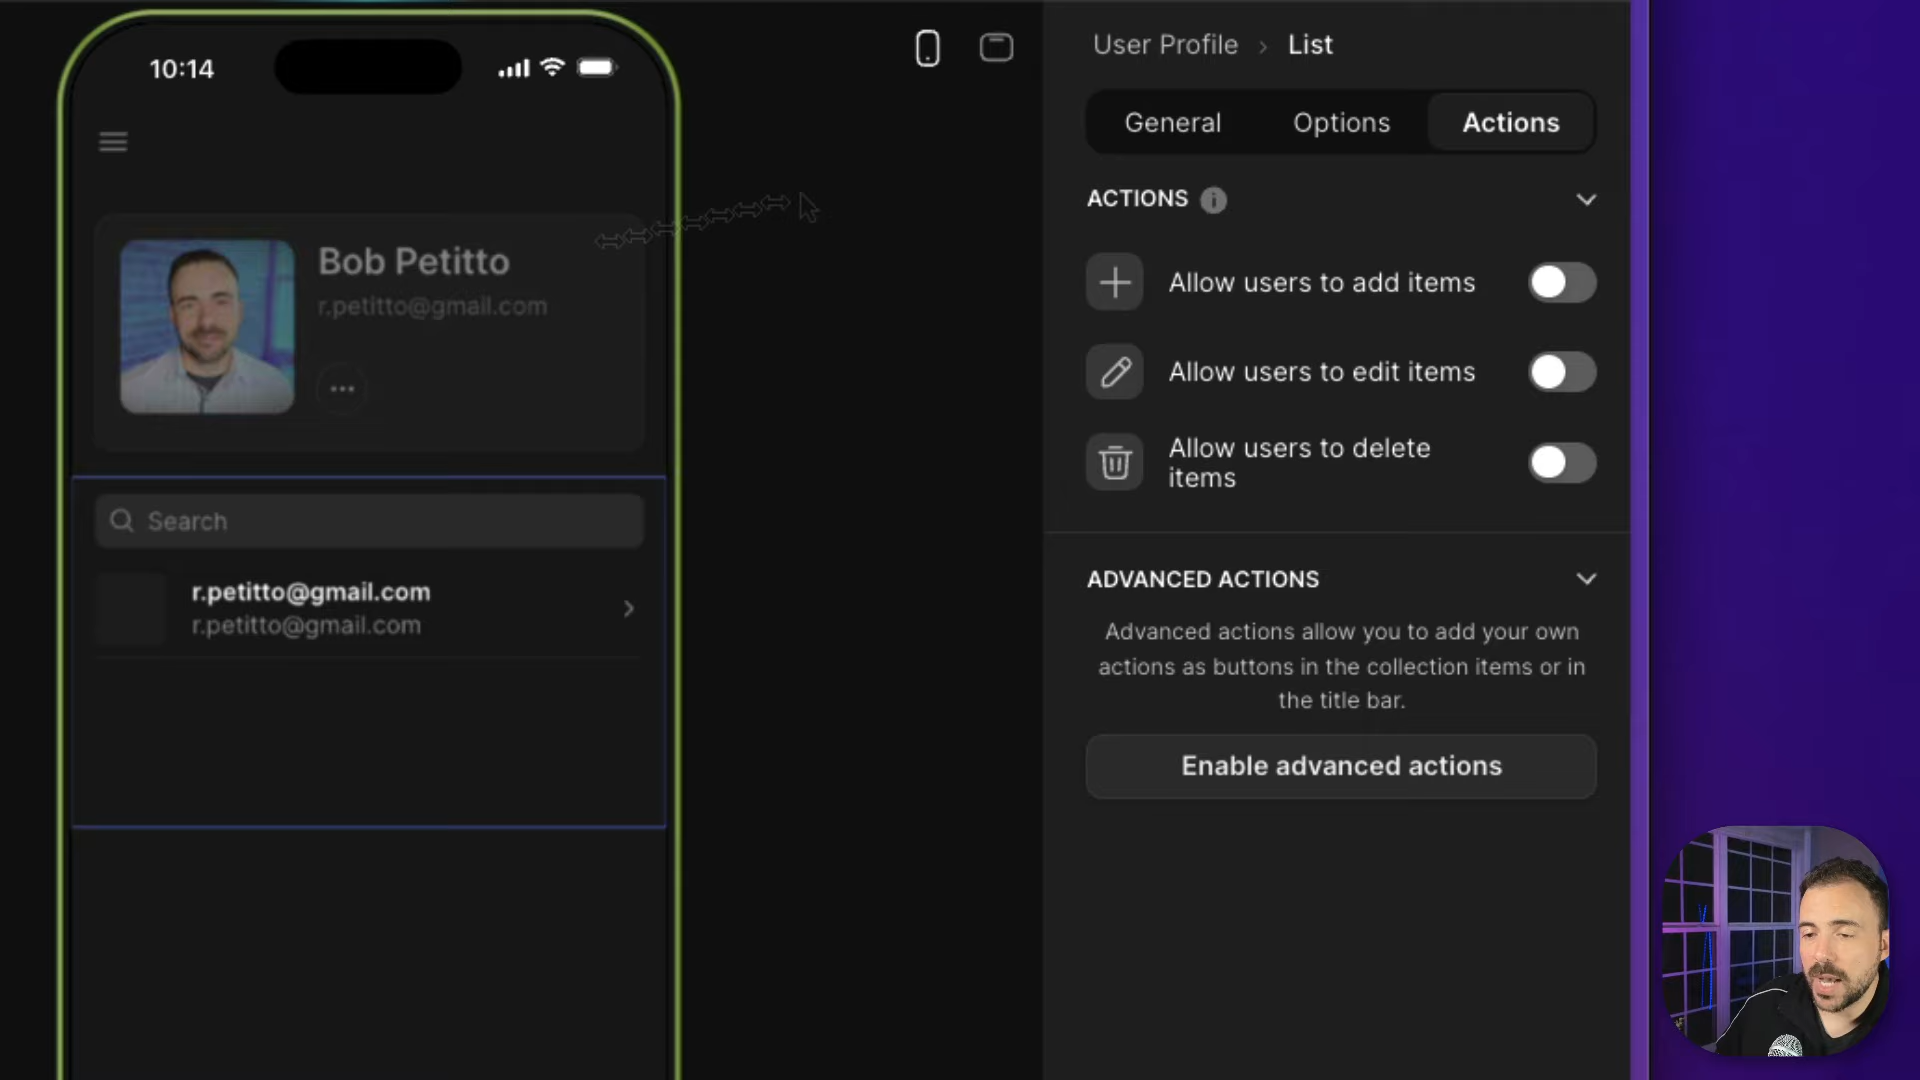 10:14
Bob Petitto
r.petitto@gmail.com
Search
r.petitto@gmail.com
r.petitto@gmail.com
User Profile › List
General Options Actions
ACTIONS
Allow users to add items
Allow users to edit items
Allow users to delete
items
ADVANCED ACTIONS
Advanced actions allow you to add your own
actions as buttons in the collection items or in
the title bar.
Enable advanced actions